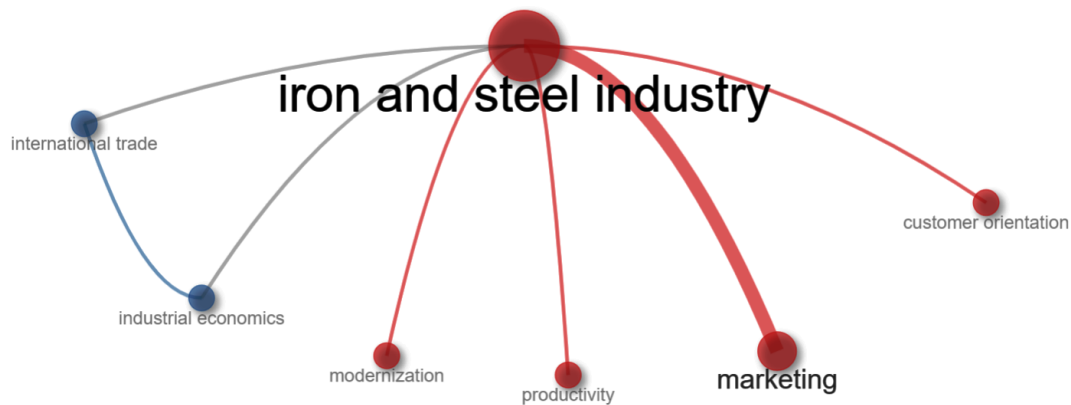 iron and steel industry
international trade
customer orientation
industrial economics
modernization
marketing
productivity